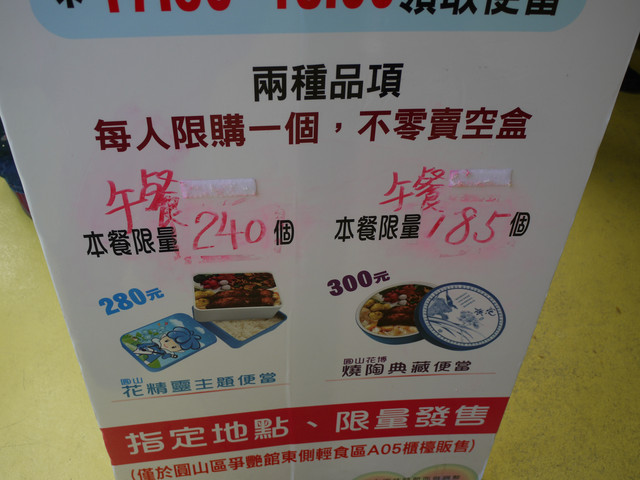 領取便當
兩種品項
每人限購一個，不零賣空盒
午餐 午餐
本餐限量240個 本餐限量185個
280元 300元
圓山 圓山花博
花精靈主題便當 燒陶典藏便當
指定地點、限量發售
(僅於圓山區爭艷館東側輕食區A05櫃檯販售)